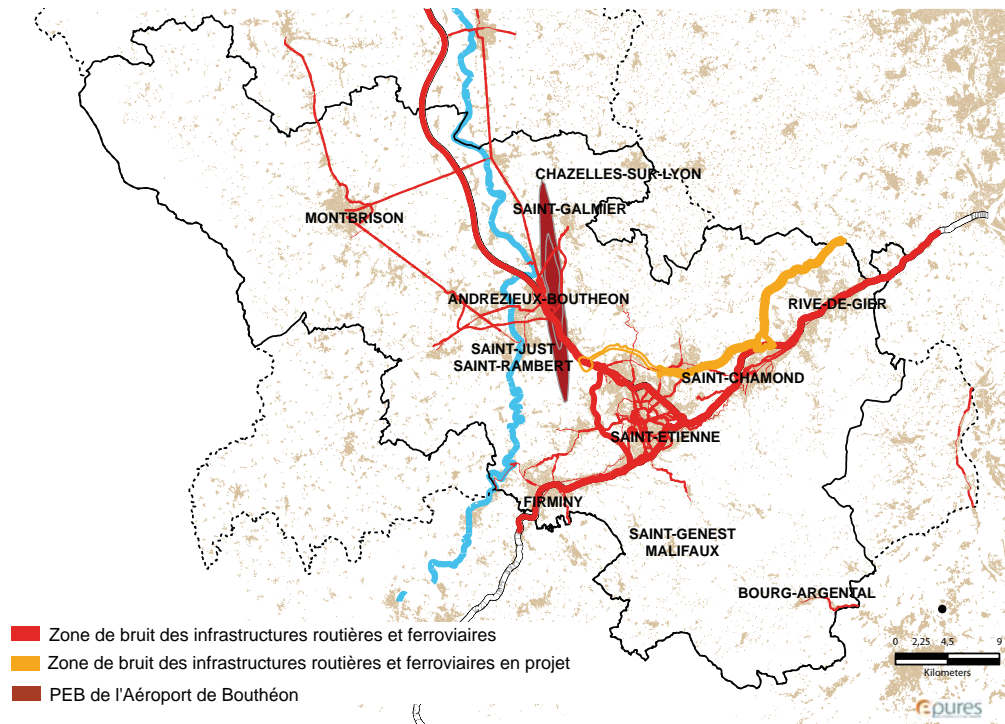 CHAZELLES-SUR-LYON
SAINT-GALMIER
MONTBRISON
ANDREZIEUX-BOUTHEON
RIVE-DE-GIER
SAINT-JUST
SAINT-RAMBERT
SAINT-CHAMOND
SAINT-ETIENNE
FIRMINY
SAINT-GENEST
MALIFAUX
BOURG-ARGENTAL
Zone de bruit des infrastructures routières et ferroviaires
Zone de bruit des infrastructures routières et ferroviaires en projet
PEB de l'Aéroport de Bouthéon
0 2,25 4,5 9
Kilometers
epures